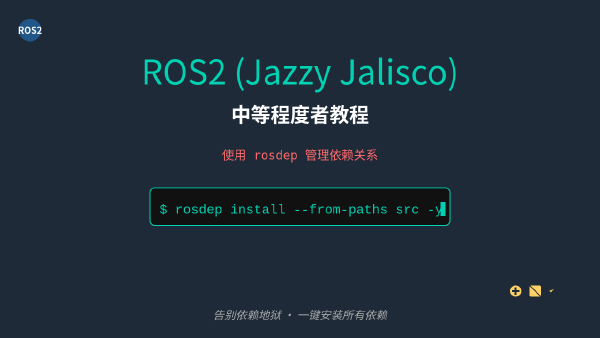 ROS2
ROS2 (Jazzy Jalisco)
中等程度者教程
使用 rosdep 管理依赖关系
$ rosdep install --from-paths src -y
告别依赖地狱 • 一键安装所有依赖